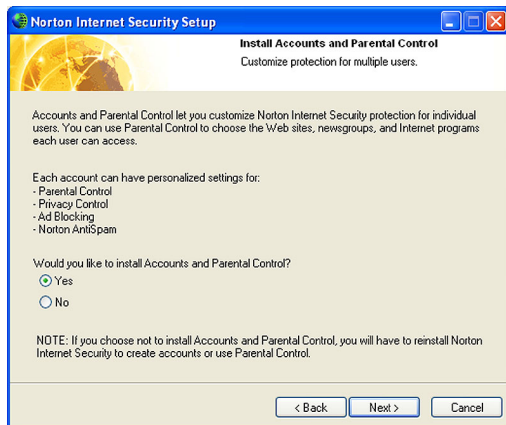 Norton Internet Security Setup
Install Accounts and Parental Control
Customize protection for multiple users.
Accounts and Parental Control let you customize Norton Internet Security protection for individual
users. You can use Parental Control to choose the Web sites, newsgroups, and Internet programs
each user can access.
Each account can have personalized settings for:
- Parental Control
- Privacy Control
- Ad Blocking
- Norton AntiSpam
Would you like to install Accounts and Parental Control?
Yes
No
NOTE: If you choose not to install Accounts and Parental Control, you will have to reinstall Norton
Internet Security to create accounts or use Parental Control.
< Back
Next >
Cancel